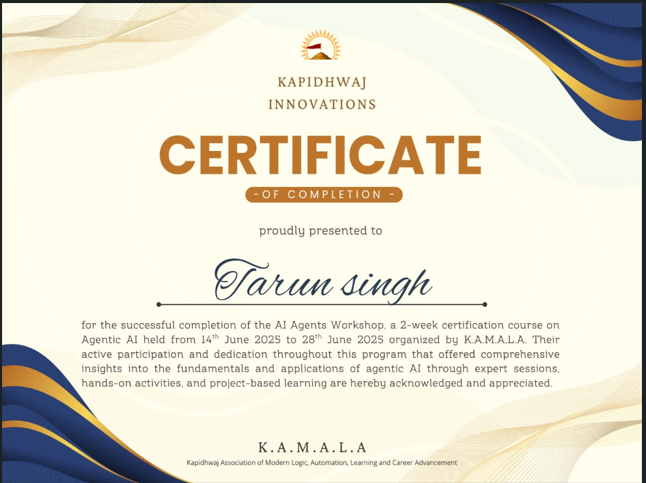 KAPIDHWAJ
INNOVATIONS
CERTIFICATE
-OF COMPLETION -
proudly presented to
Tarun singh
for the successful completion of the AI Agents Workshop, a 2-week certification course on
Agentic AI held from 14th June 2025 to 28th June 2025 organized by K.A.M.A.L.A. Their
active participation and dedication throughout this program that offered comprehensive
insights into the fundamentals and applications of agentic AI through expert sessions,
hands-on activities, and project-based learning are hereby acknowledged and appreciated.
K.A.M.A.L.A
Kapidhwaj Association of Modern Logic, Automation, Learning and Career Advancement